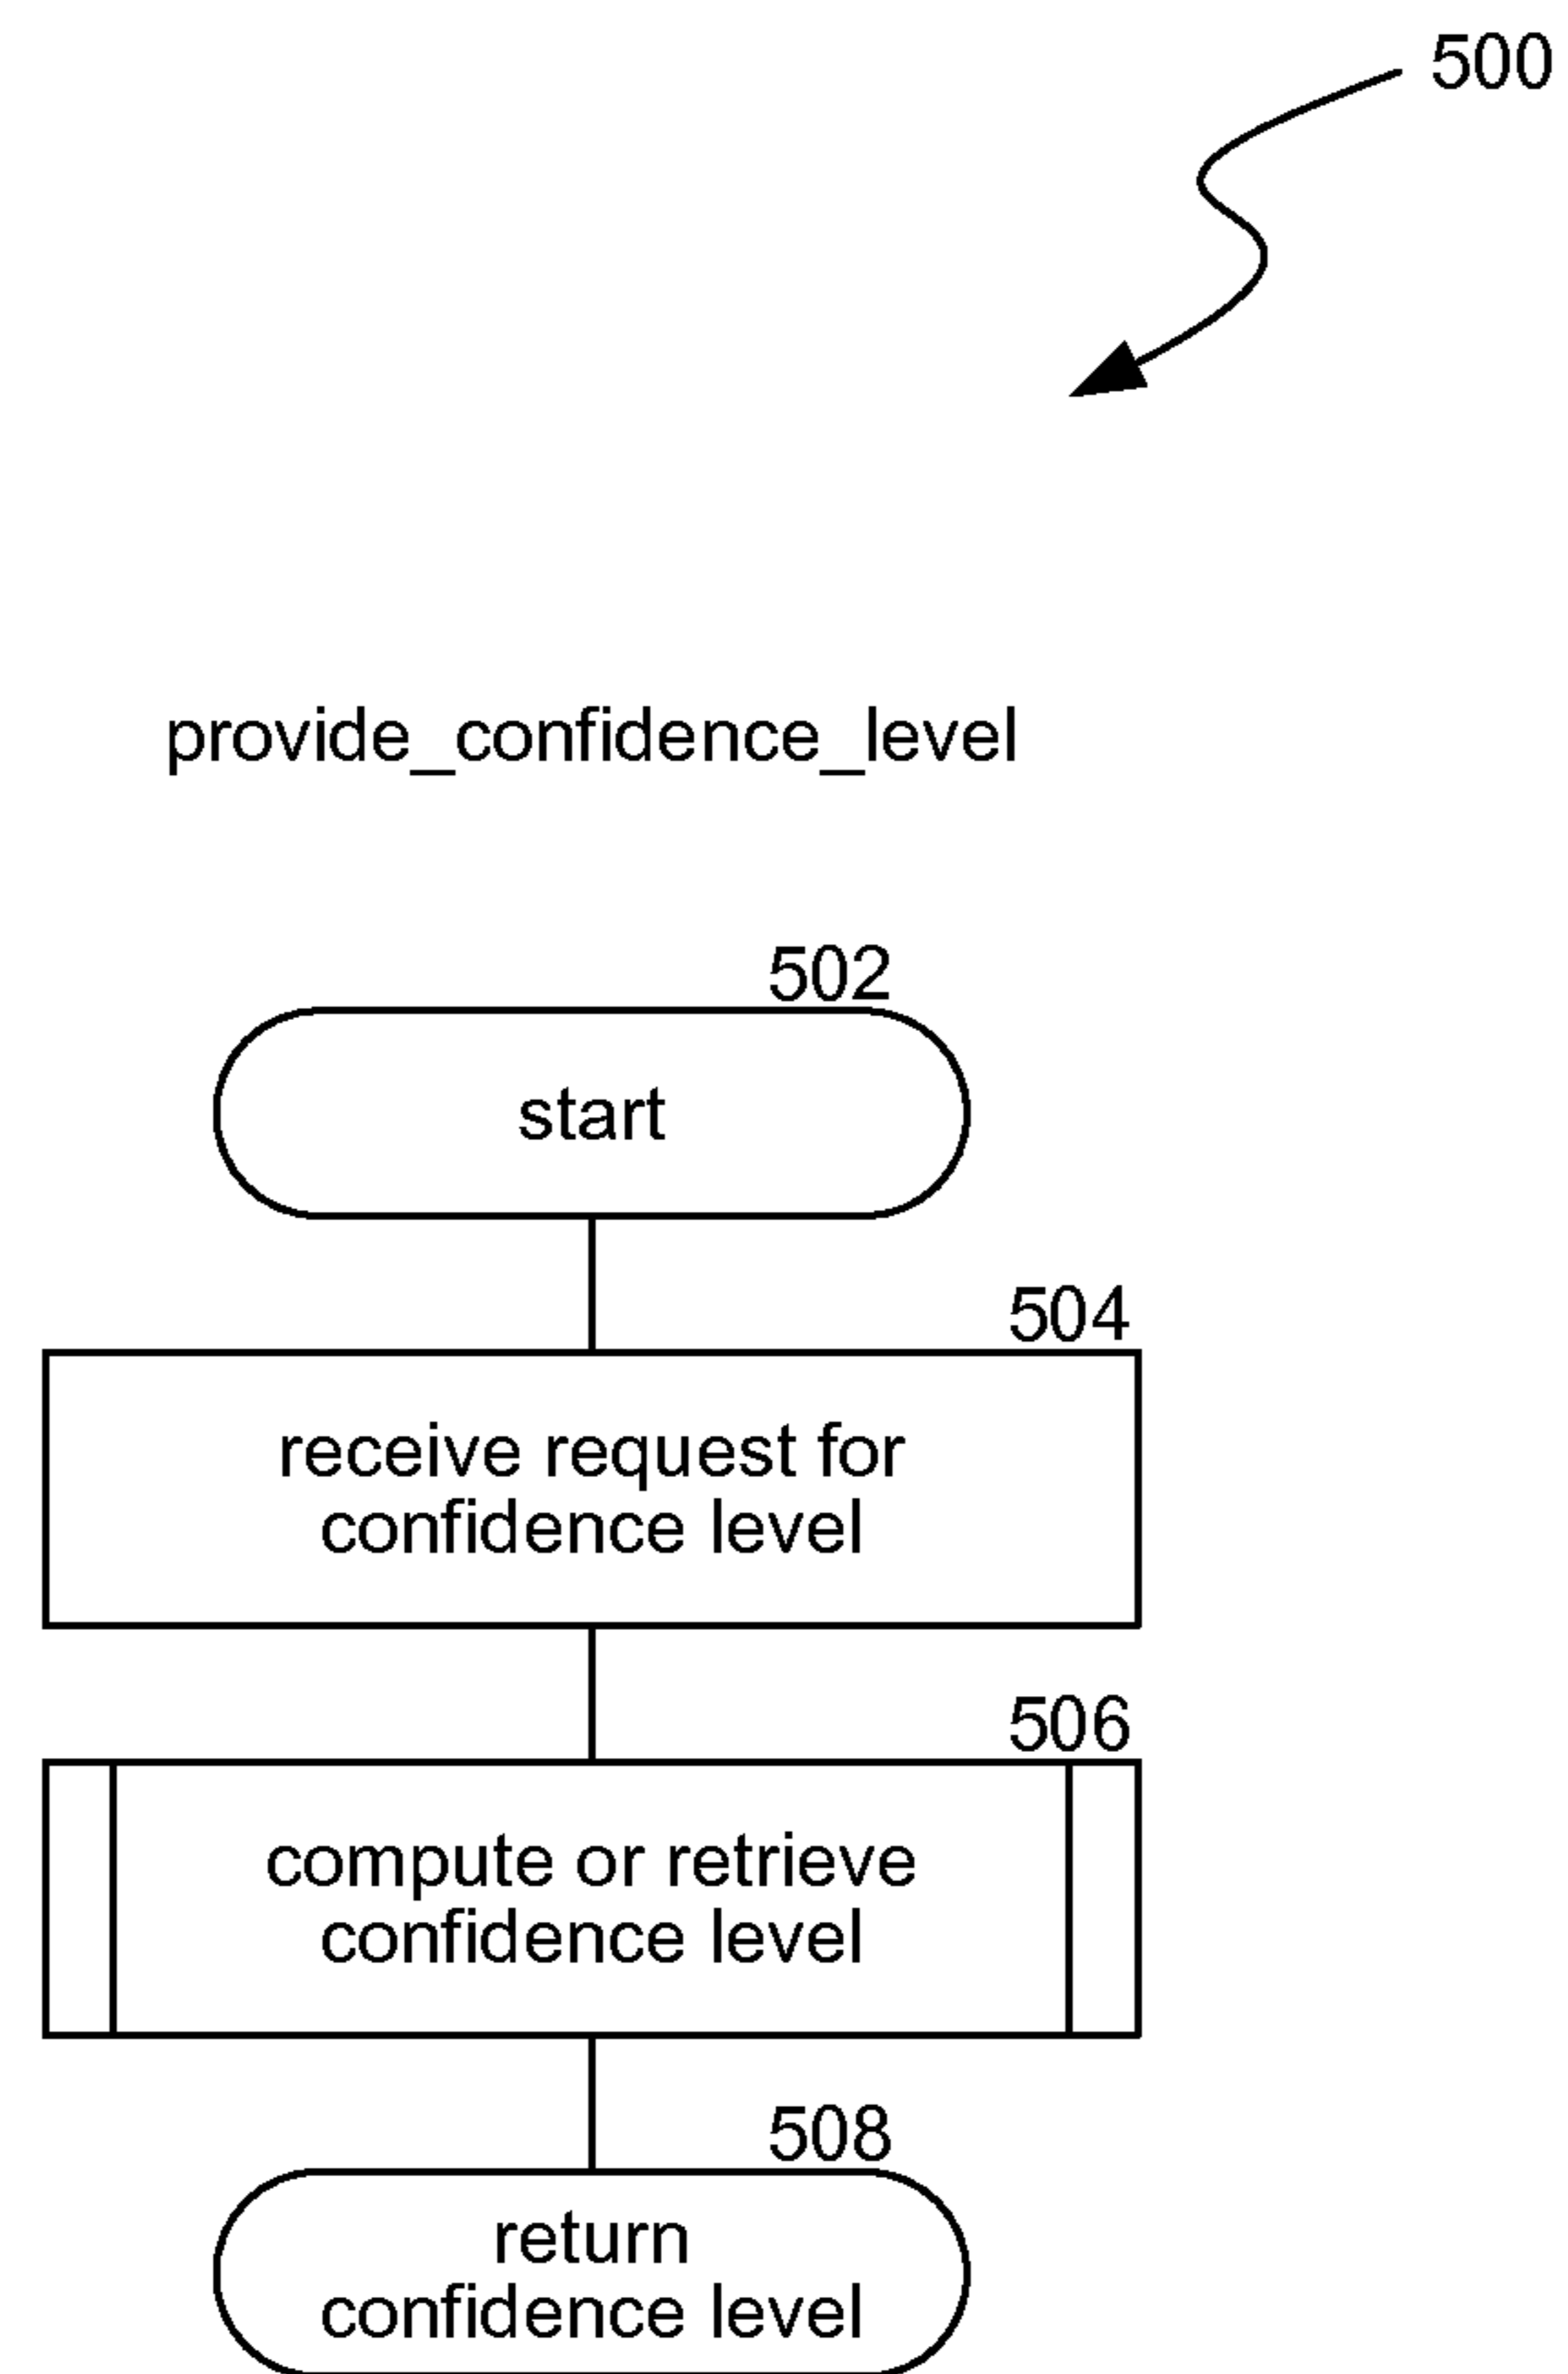 500
provide_confidence_level
502
start
504
receive request for
confidence level
506
compute or retrieve
confidence level
508
return
confidence level